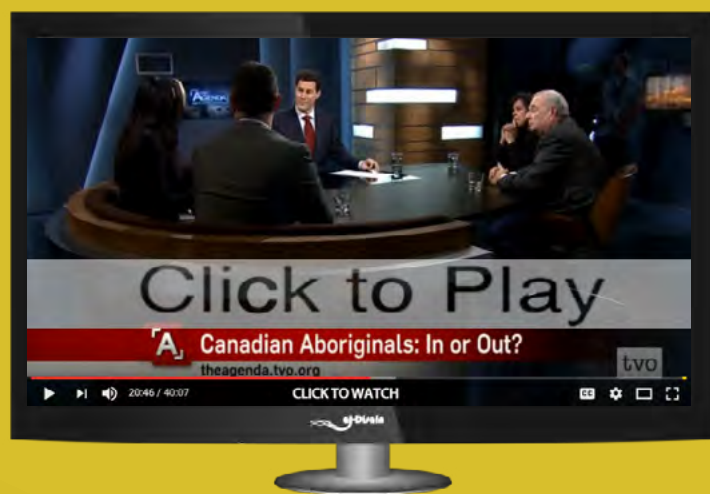 AGENDA
Click to Play
A Canadian Aboriginals: In or Out?
theagenda.tvo.org
tvo
20:46 / 40:07 CLICK TO WATCH CC